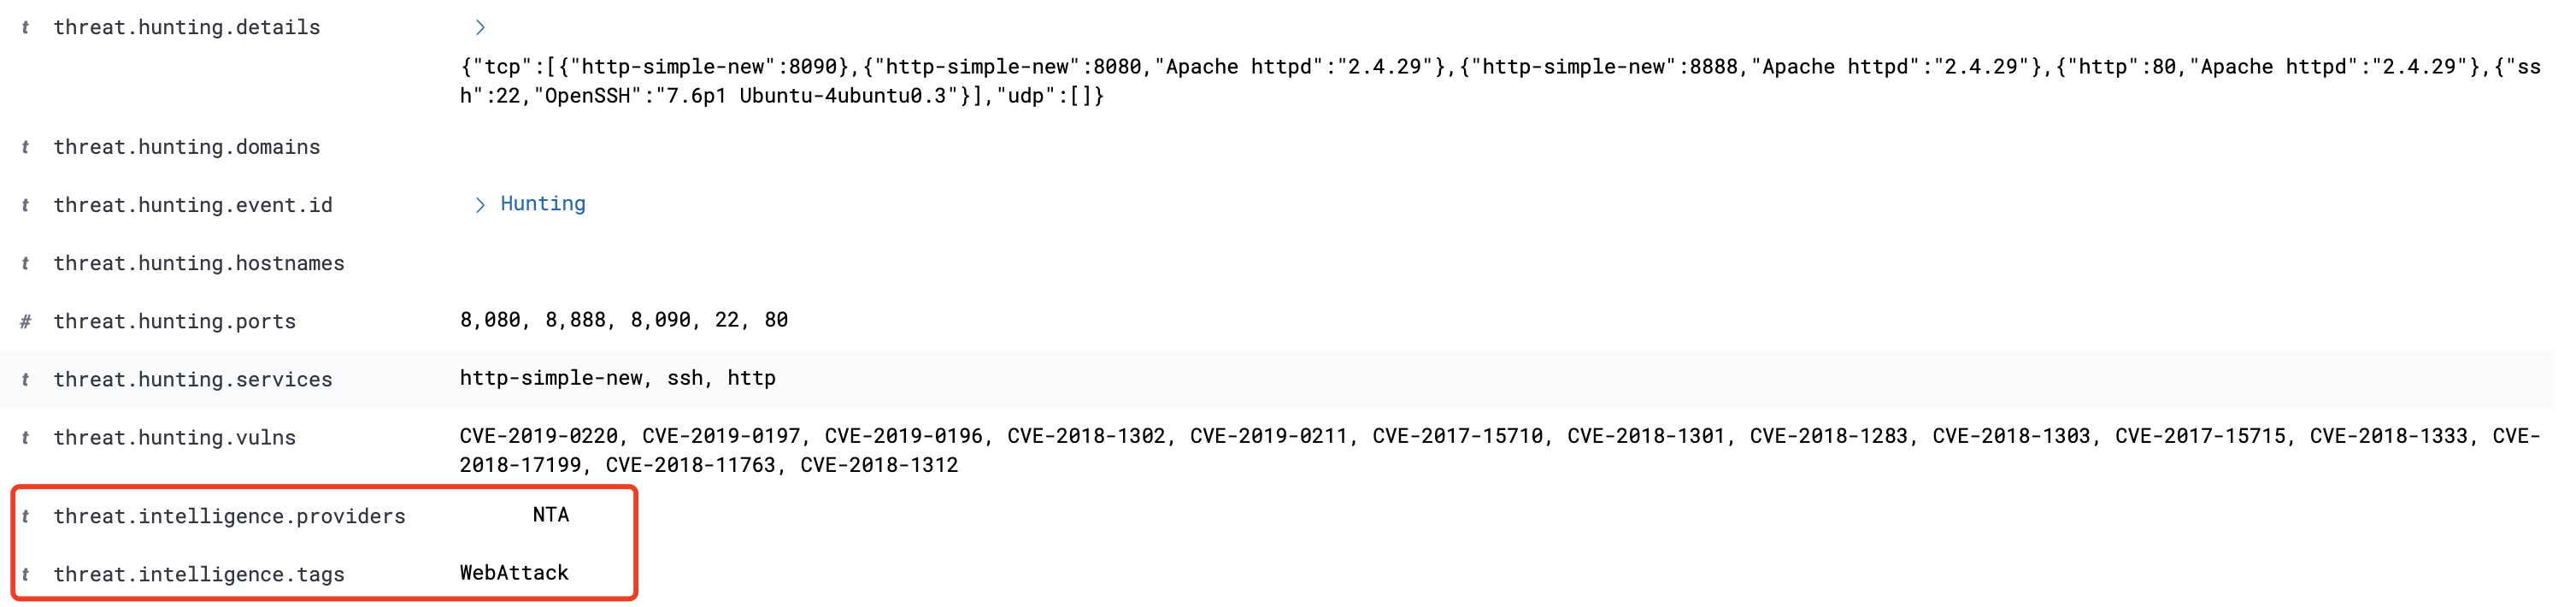 t threat.hunting.details >
{"tcp":[{"http-simple-new":8090},{"http-simple-new":8080,"Apache httpd":"2.4.29"},{"http-simple-new":8888,"Apache httpd":"2.4.29"},{"http":80,"Apache httpd":"2.4.29"},{"ss
h":22,"OpenSSH":"7.6p1 Ubuntu-4ubuntu0.3"}],"udp":[]}
t threat.hunting.domains
t threat.hunting.event.id > Hunting
t threat.hunting.hostnames
# threat.hunting.ports 8,080, 8,888, 8,090, 22, 80
t threat.hunting.services http-simple-new, ssh, http
t threat.hunting.vulns CVE-2019-0220, CVE-2019-0197, CVE-2019-0196, CVE-2018-1302, CVE-2019-0211, CVE-2017-15710, CVE-2018-1301, CVE-2018-1283, CVE-2018-1303, CVE-2017-15715, CVE-2018-1333, CVE-
2018-17199, CVE-2018-11763, CVE-2018-1312
t threat.intelligence.providers NTA
t threat.intelligence.tags WebAttack